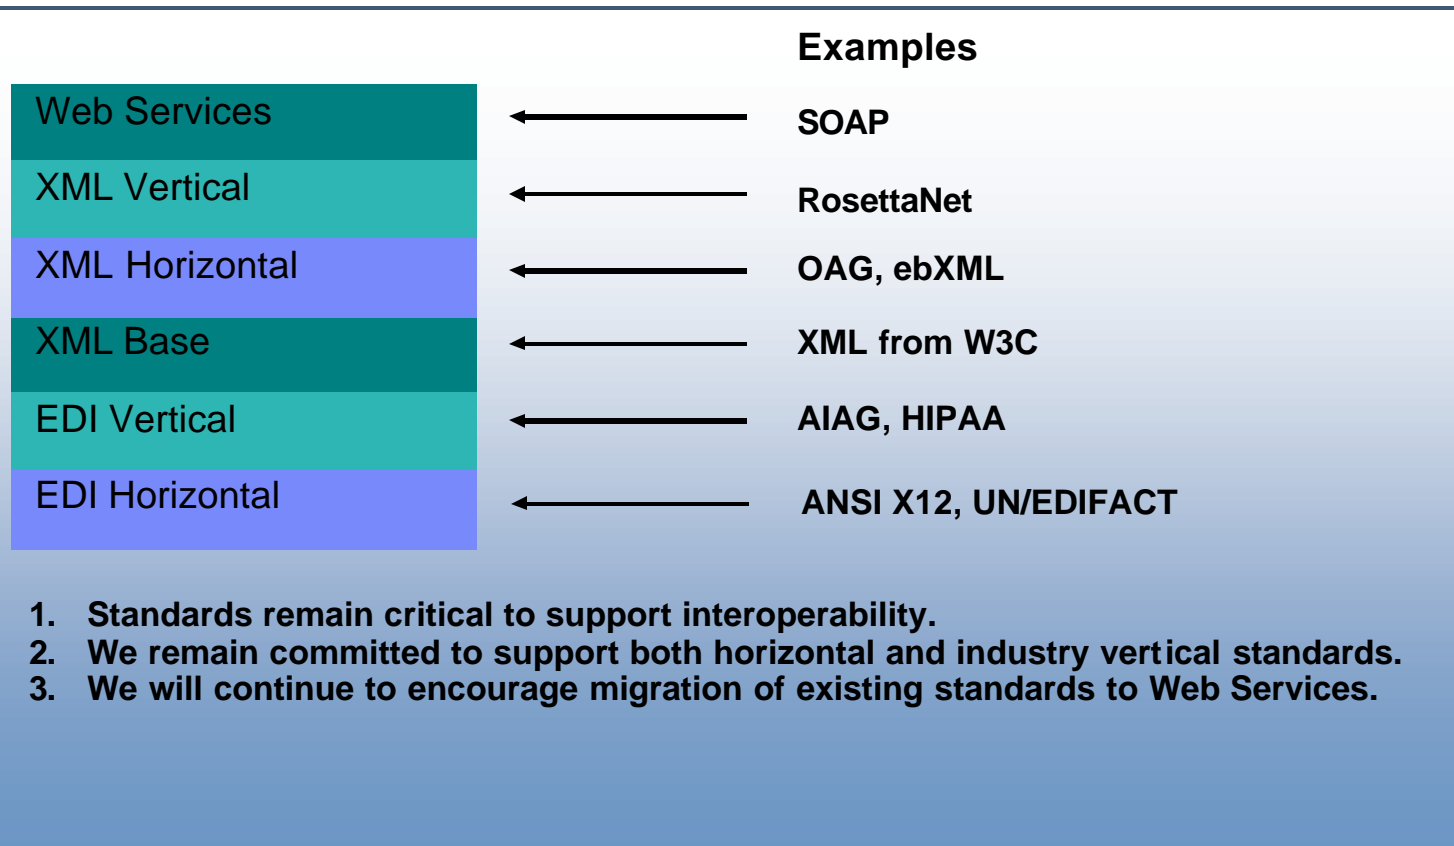 Examples
Web Services
SOAP
XML Vertical
RosettaNet
XML Horizontal
OAG, ebXML
XML Base
XML from W3C
EDI Vertical
AIAG, HIPAA
EDI Horizontal
ANSI X12, UN/EDIFACT
1. Standards remain critical to support interoperability.
2. We remain committed to support both horizontal and industry vertical standards.
3. We will continue to encourage migration of existing standards to Web Services.